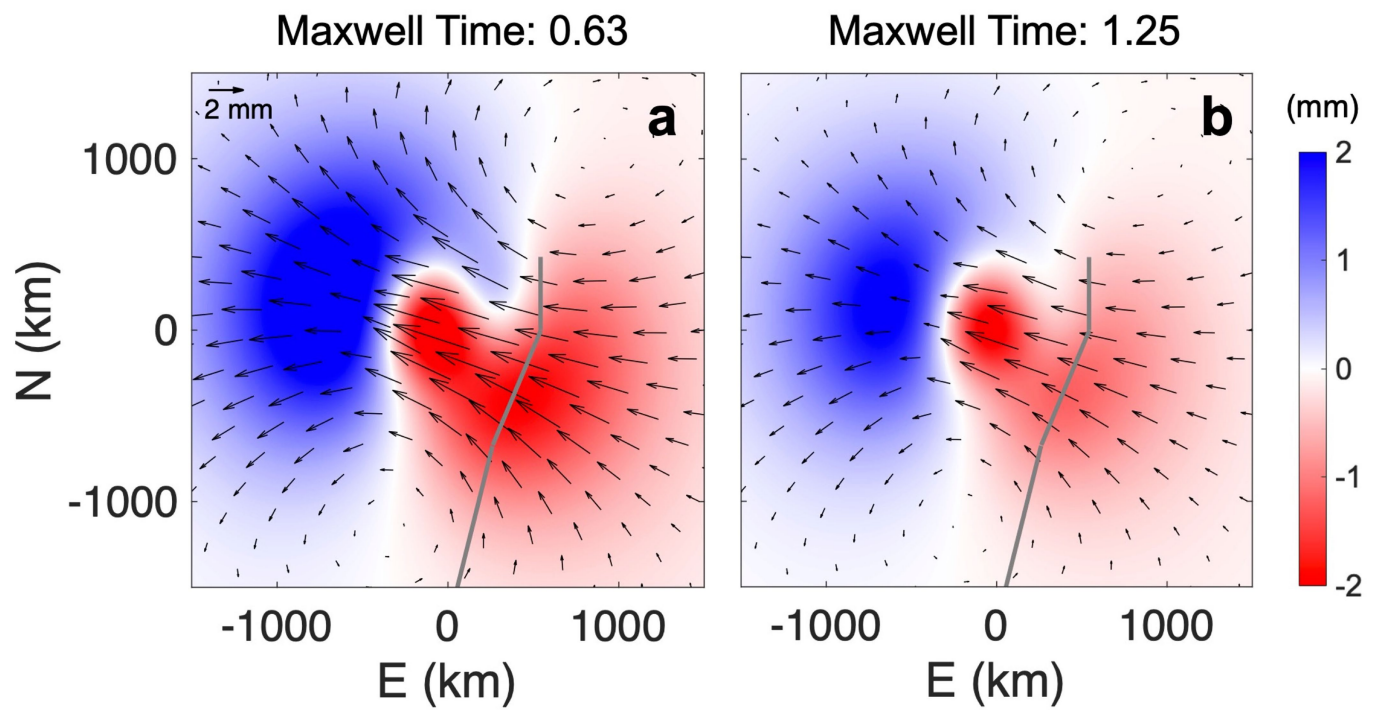 Maxwell Time: 0.63
Maxwell Time: 1.25
2 mm
a
b
(mm)
1000
0
-1000
N (km)
2
1
0
-1
-2
-1000 0 1000
-1000 0 1000
E (km)
E (km)